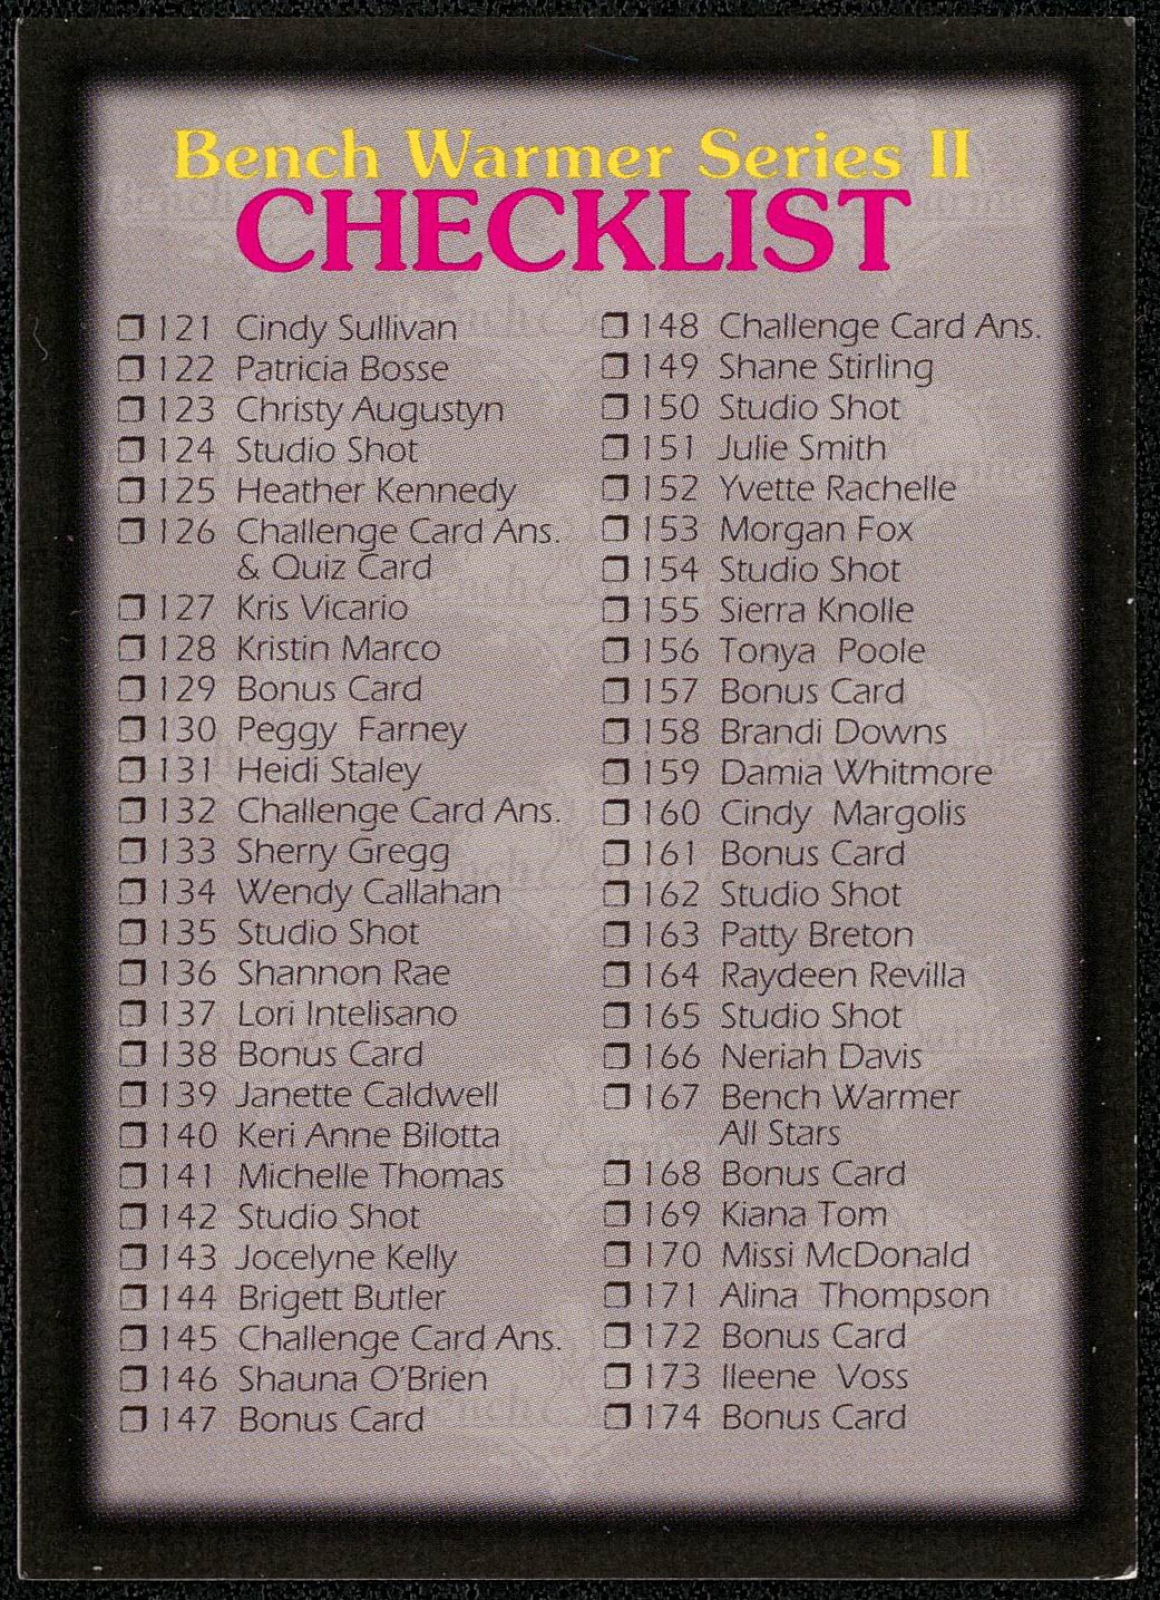 Bench Warmer Series II
CHECKLIST
❒ 121 Cindy Sullivan
❒ 122 Patricia Bosse
❒ 123 Christy Augustyn
❒ 124 Studio Shot
❒ 125 Heather Kennedy
❒ 126 Challenge Card Ans.
& Quiz Card
❒ 127 Kris Vicario
❒ 128 Kristin Marco
❒ 129 Bonus Card
❒ 130 Peggy Farney
❒ 131 Heidi Staley
❒ 132 Challenge Card Ans.
❒ 133 Sherry Gregg
❒ 134 Wendy Callahan
❒ 135 Studio Shot
❒ 136 Shannon Rae
❒ 137 Lori Intelisano
❒ 138 Bonus Card
❒ 139 Janette Caldwell
❒ 140 Keri Anne Bilotta
❒ 141 Michelle Thomas
❒ 142 Studio Shot
❒ 143 Jocelyne Kelly
❒ 144 Brigett Butler
❒ 145 Challenge Card Ans.
❒ 146 Shauna O'Brien
❒ 147 Bonus Card
❒ 148 Challenge Card Ans.
❒ 149 Shane Stirling
❒ 150 Studio Shot
❒ 151 Julie Smith
❒ 152 Yvette Rachelle
❒ 153 Morgan Fox
❒ 154 Studio Shot
❒ 155 Sierra Knolle
❒ 156 Tonya Poole
❒ 157 Bonus Card
❒ 158 Brandi Downs
❒ 159 Damia Whitmore
❒ 160 Cindy Margolis
❒ 161 Bonus Card
❒ 162 Studio Shot
❒ 163 Patty Breton
❒ 164 Raydeen Revilla
❒ 165 Studio Shot
❒ 166 Neriah Davis
❒ 167 Bench Warmer
All Stars
❒ 168 Bonus Card
❒ 169 Kiana Tom
❒ 170 Missi McDonald
❒ 171 Alina Thompson
❒ 172 Bonus Card
❒ 173 Ileene Voss
❒ 174 Bonus Card